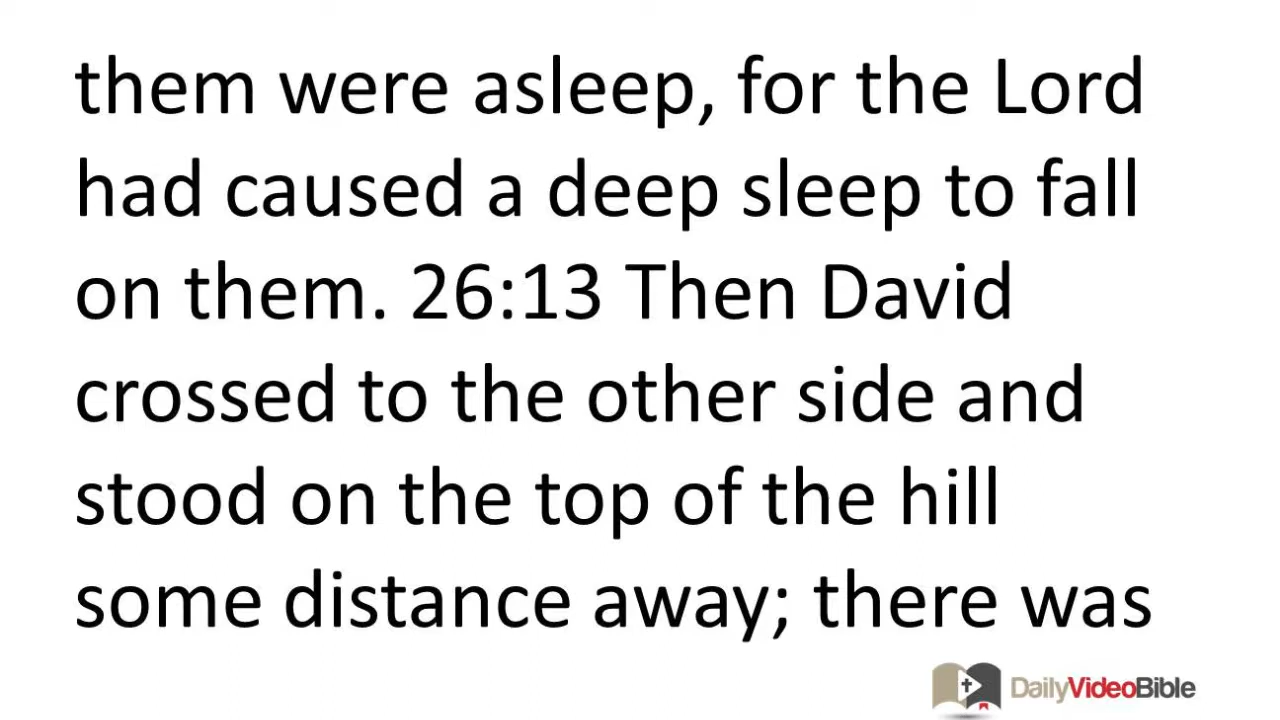 them were asleep, for the Lord
had caused a deep sleep to fall
on them. 26:13 Then David
crossed to the other side and
stood on the top of the hill
some distance away; there was
DailyVideoBible